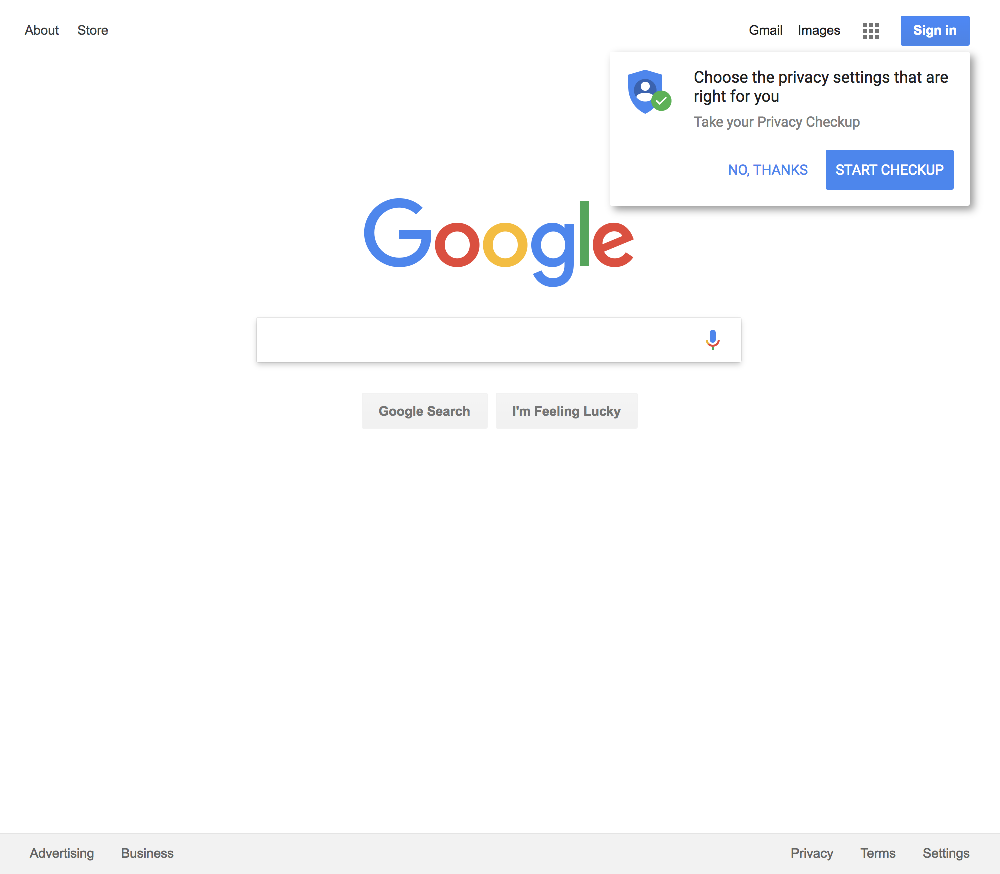 About Store Gmail Images Sign in
Choose the privacy settings that are
right for you
Take your Privacy Checkup
NO, THANKS START CHECKUP
Google
Google Search I'm Feeling Lucky
Advertising Business Privacy Terms Settings